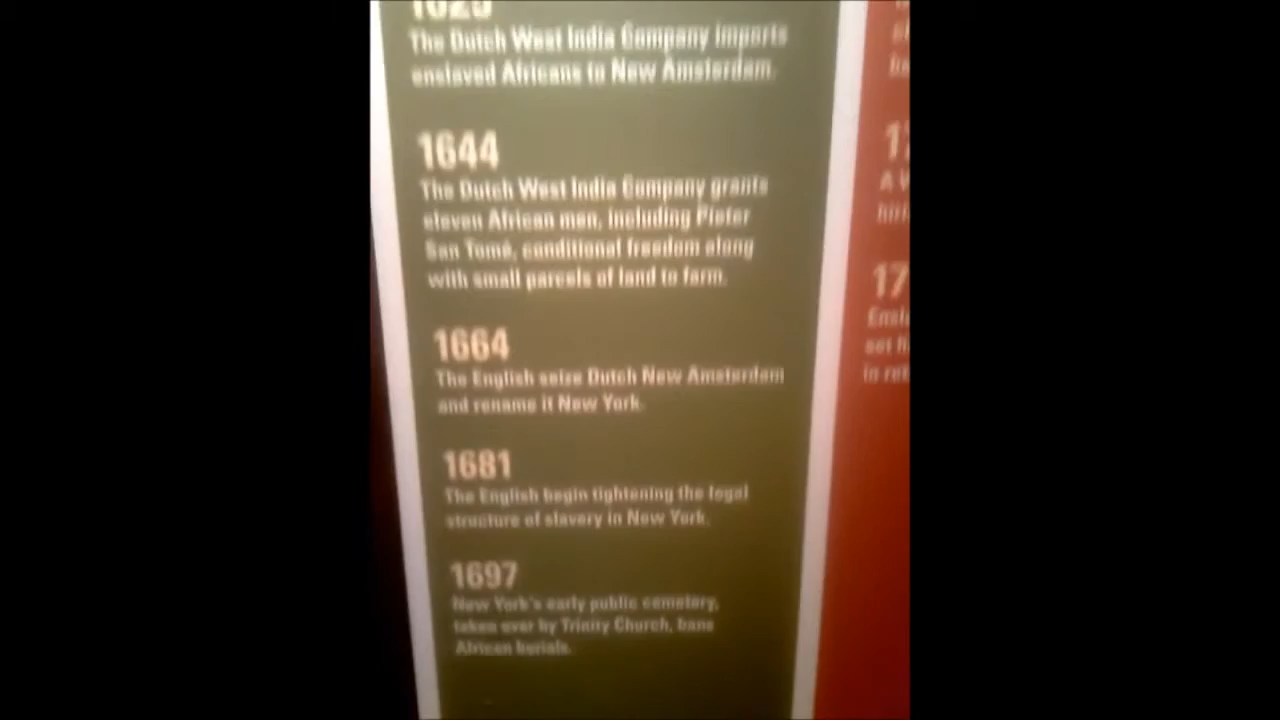 The Dutch West India Company imports
enslaved Africans to New Amsterdam.
1644
The Dutch West India Company grants
eleven African men, including Pieter
San Tomé, conditional freedom along
with small parcels of land to farm.
1664
The English seize Dutch New Amsterdam
and rename it New York.
1681
The English begin tightening the legal
structure of slavery in New York.
1697
New York's early public cemetery,
taken over by Trinity Church, bans
African burials.
17